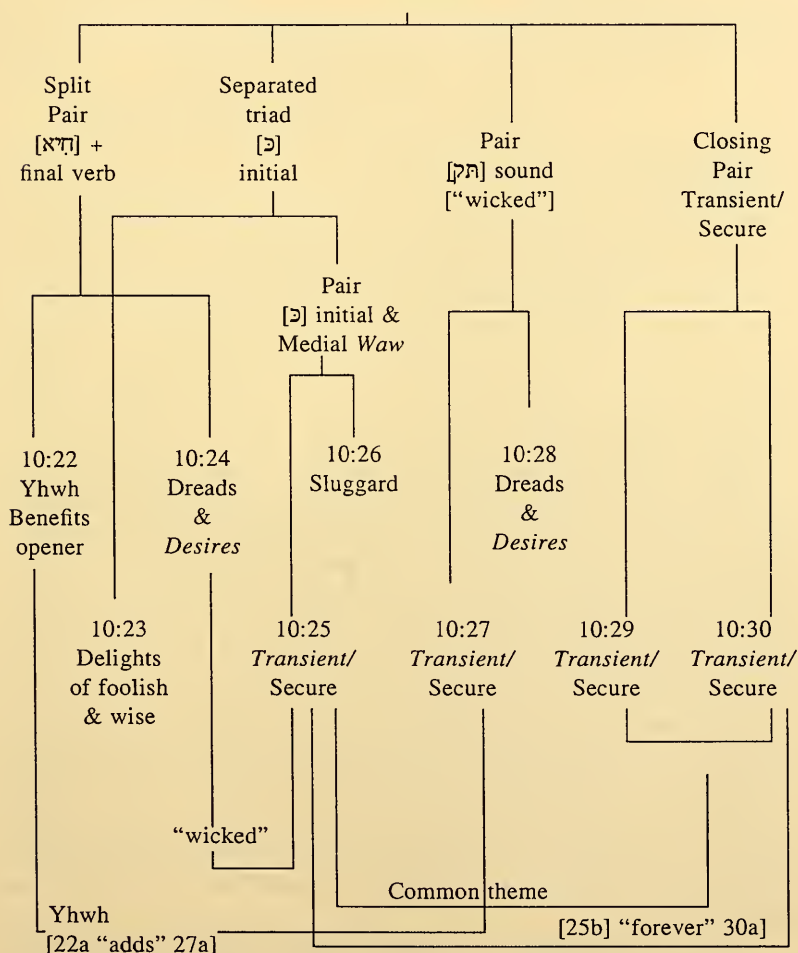 Split
Pair
[הִיא] +
final verb
Separated
triad
[כּ]
initial
Pair
[תק] sound
["wicked"]
Closing
Pair
Transient/
Secure
Pair
[כּ] initial &
Medial Waw
10:22
Yhwh
Benefits
opener
10:24
Dreads
&
Desires
10:26
Sluggard
10:28
Dreads
&
Desires
10:23
Delights
of foolish
& wise
10:25
Transient/
Secure
10:27
Transient/
Secure
10:29
Transient/
Secure
10:30
Transient/
Secure
"wicked"
Common theme
Yhwh
[22a "adds" 27a]
[25b] "forever" 30a]